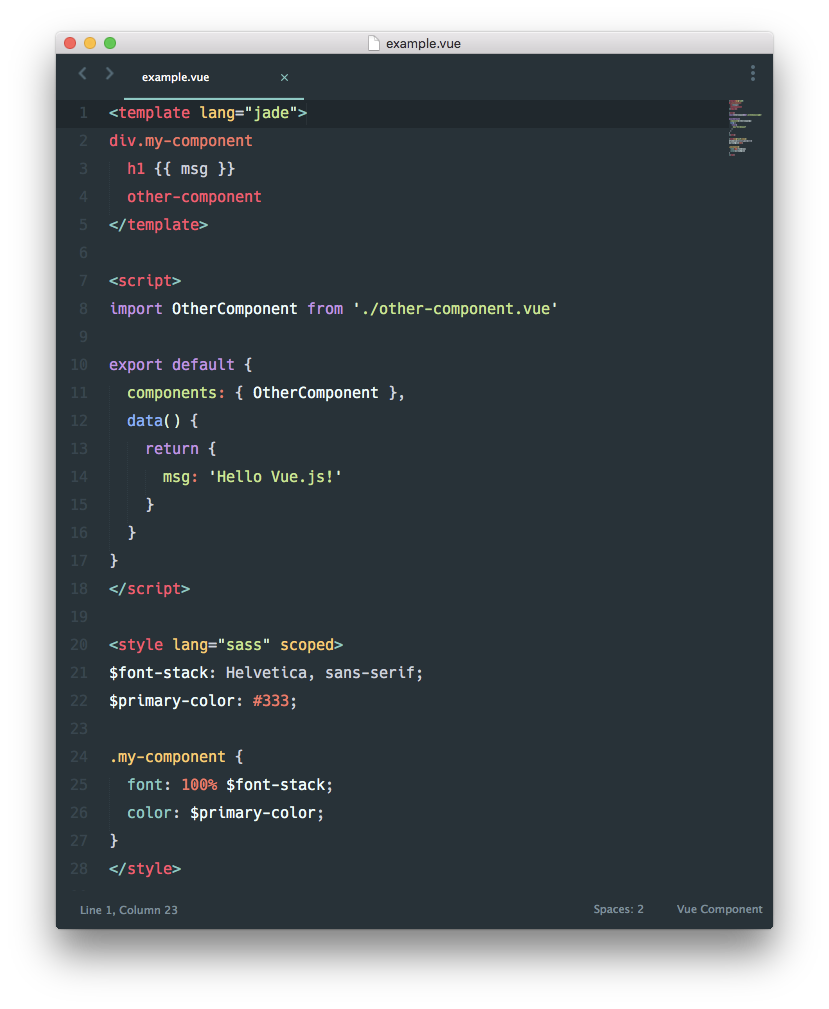 example.vue
example.vue ×
1 <template lang="jade">
2 div.my-component
3   h1 {{ msg }}
4   other-component
5 </template>
6
7 <script>
8 import OtherComponent from './other-component.vue'
9
10 export default {
11   components: { OtherComponent },
12   data() {
13     return {
14       msg: 'Hello Vue.js!'
15     }
16   }
17 }
18 </script>
19
20 <style lang="sass" scoped>
21 $font-stack: Helvetica, sans-serif;
22 $primary-color: #333;
23
24 .my-component {
25   font: 100% $font-stack;
26   color: $primary-color;
27 }
28 </style>
Line 1, Column 23 Spaces: 2 Vue Component